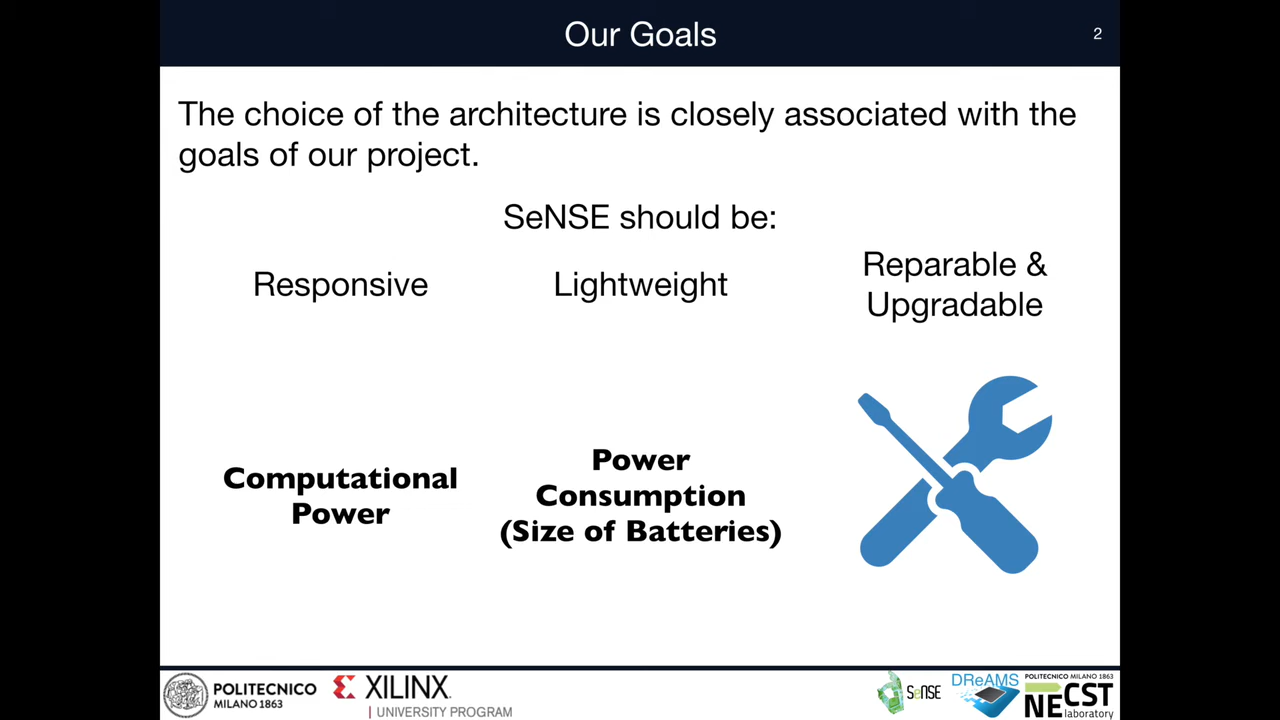 Our Goals
2
The choice of the architecture is closely associated with the
goals of our project.
SeNSE should be:
Responsive
Lightweight
Reparable &
Upgradable
Computational
Power
Power
Consumption
(Size of Batteries)
POLITECNICO
MILANO 1863
XILINX
UNIVERSITY PROGRAM
SeNSE
DReAMS
POLITECNICO MILANO 1863
NECST
laboratory